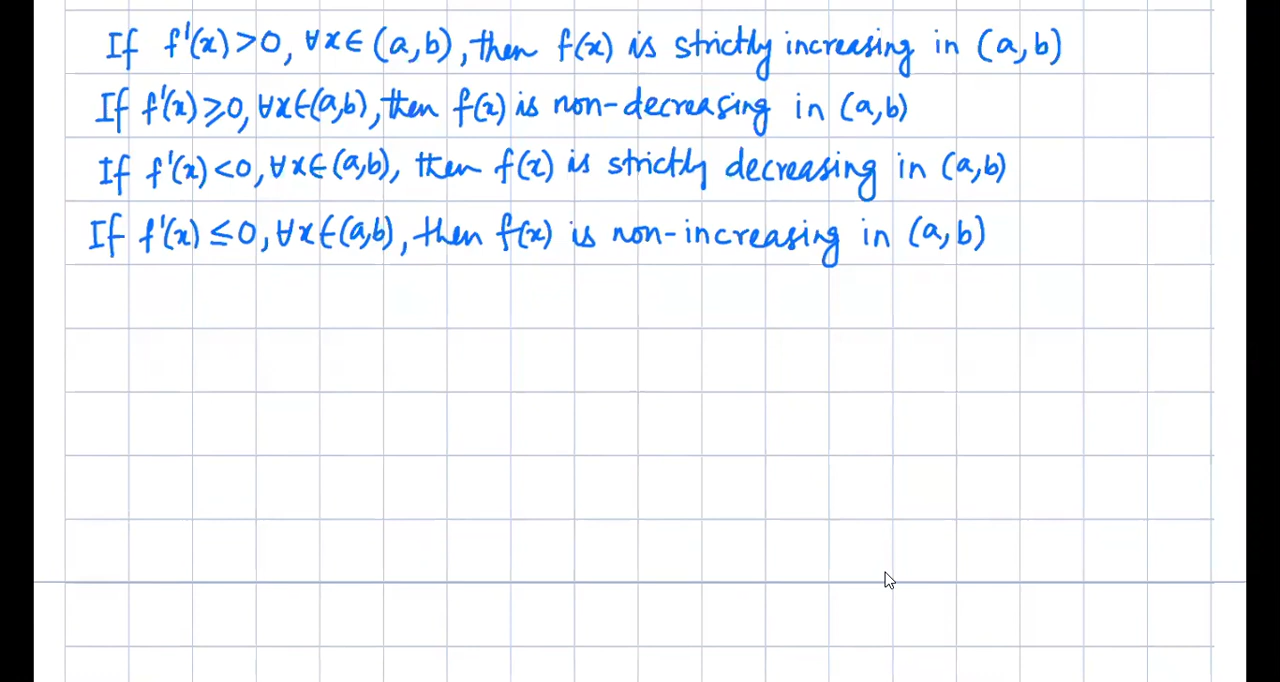 If f'(x) > 0, ∀x ∈ (a, b), then f(x) is strictly increasing in (a, b)
If f'(x) ≥ 0, ∀x ∈ (a,b), then f(x) is non-decreasing in (a, b)
If f'(x) < 0, ∀x ∈ (a,b), then f(x) is strictly decreasing in (a,b)
If f'(x) ≤ 0, ∀x ∈ (a,b), then f(x) is non-increasing in (a, b)